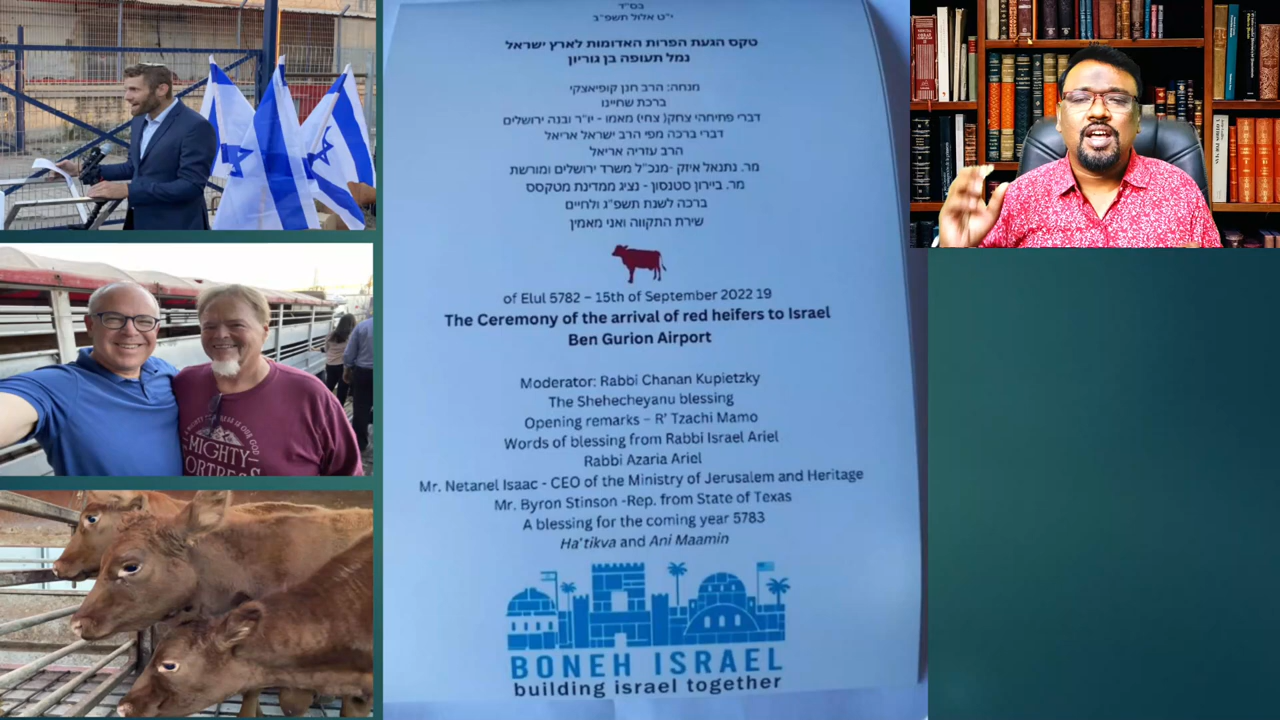 בס"ד
י"ט אלול תשפ"ב
טקס הגעת הפרות האדומות לארץ ישראל
נמל תעופה בן גוריון
מנחה: הרב חנן קופיאצקי
ברכת שחיינו
דברי פתיחהי צחק( צחי) מאמו - יו"ר ובנה ירושלים
דברי ברכה מפי הרב ישראל אריאל
הרב עזריה אריאל
מר. נתנאל איזק -מנכ"ל משרד ירושלים ומורשת
מר. ביירון סטנסון - נציג ממדינת מטקסס
ברכה לשנת תשפ"ג ולחיים
שירת התקווה ואני מאמין
of Elul 5782 – 15th of September 2022 19
The Ceremony of the arrival of red heifers to Israel
Ben Gurion Airport
Moderator: Rabbi Chanan Kupietzky
The Shehecheyanu blessing
Opening remarks – R' Tzachi Mamo
Words of blessing from Rabbi Israel Ariel
Rabbi Azaria Ariel
Mr. Netanel Isaac - CEO of the Ministry of Jerusalem and Heritage
Mr. Byron Stinson -Rep. from State of Texas
A blessing for the coming year 5783
Ha'tikva and Ani Maamin
BONEH ISRAEL
building israel together
MIGHTY